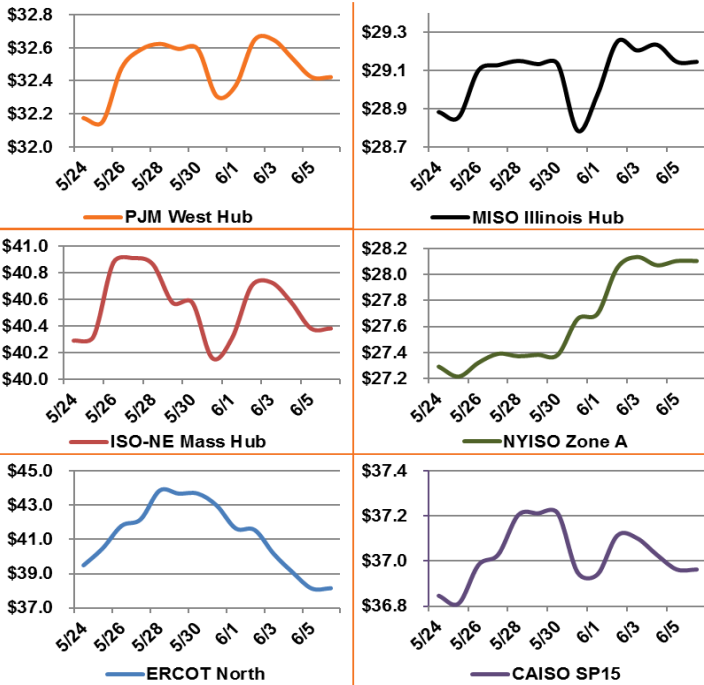 $32.8
$32.6
$32.4
$32.2
$32.0
5/24 5/26 5/28 5/30 6/1 6/3 6/5
PJM West Hub
$29.3
$29.1
$28.9
$28.7
5/24 5/26 5/28 5/30 6/1 6/3 6/5
MISO Illinois Hub
$41.0
$40.8
$40.6
$40.4
$40.2
$40.0
5/24 5/26 5/28 5/30 6/1 6/3 6/5
ISO-NE Mass Hub
$28.2
$28.0
$27.8
$27.6
$27.4
$27.2
5/24 5/26 5/28 5/30 6/1 6/3 6/5
NYISO Zone A
$45.0
$43.0
$41.0
$39.0
$37.0
5/24 5/26 5/28 5/30 6/1 6/3 6/5
ERCOT North
$37.4
$37.2
$37.0
$36.8
5/24 5/26 5/28 5/30 6/1 6/3 6/5
CAISO SP15